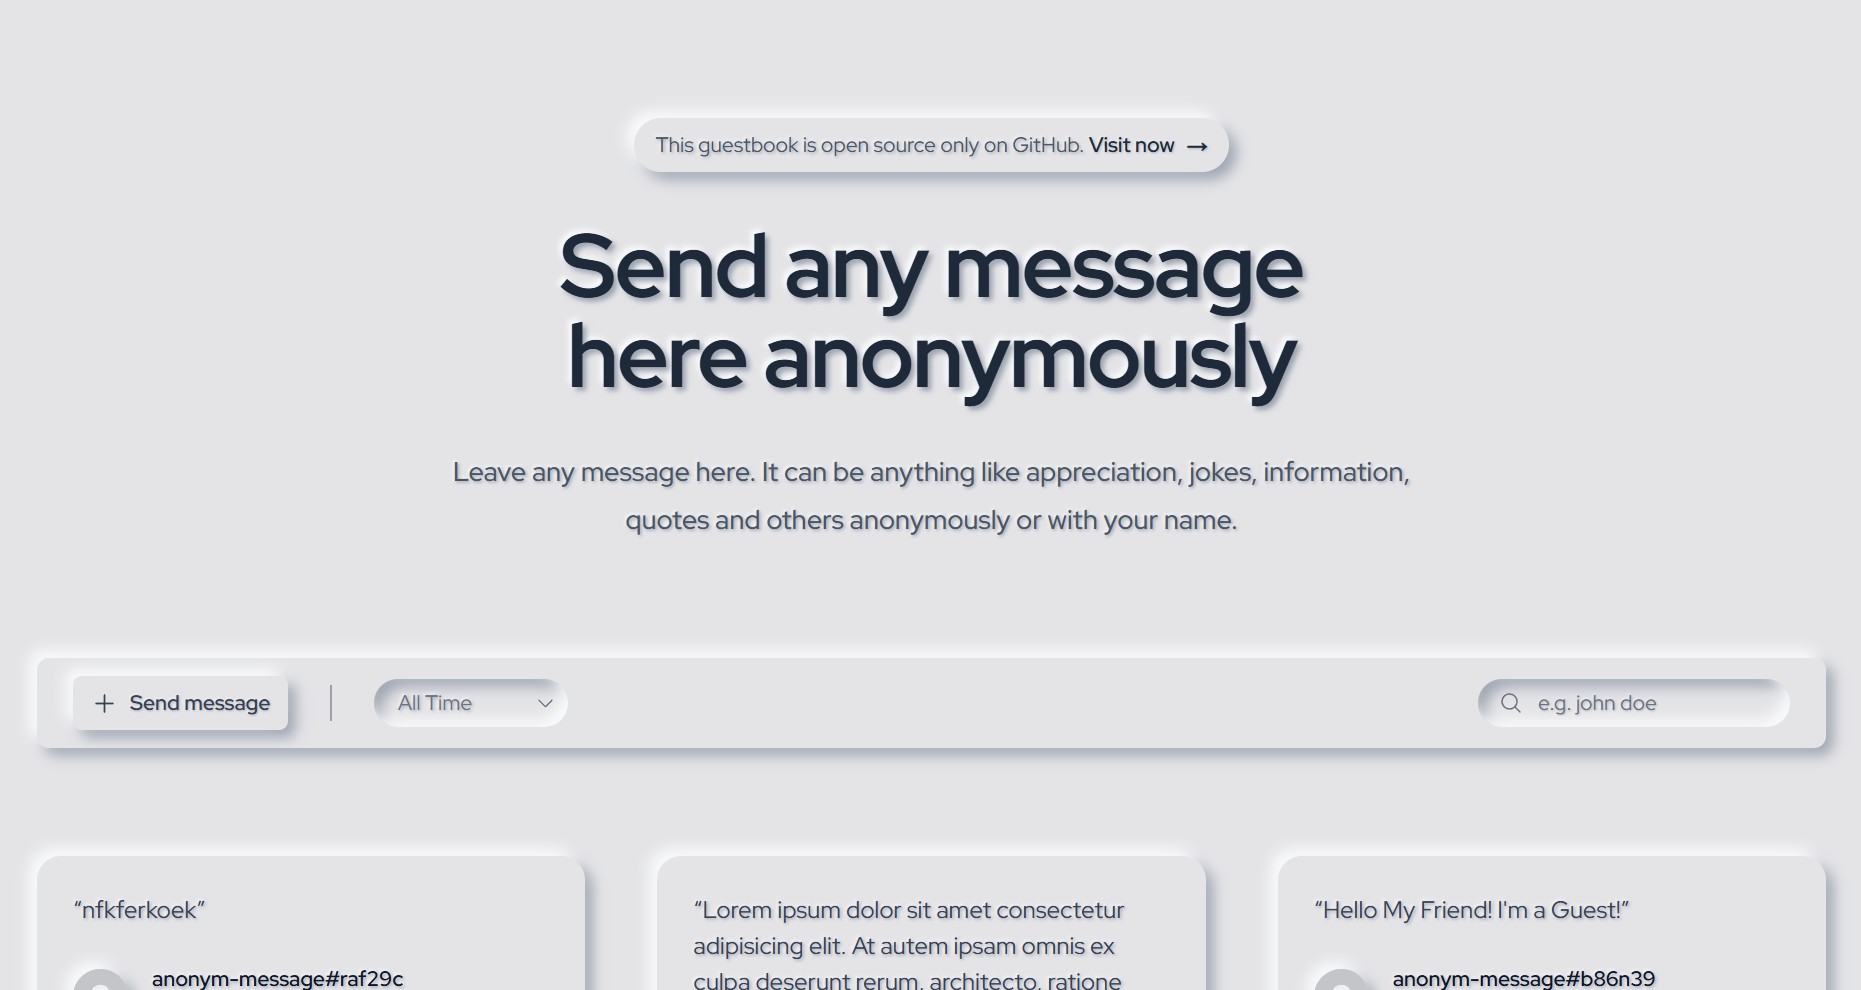 This guestbook is open source only on GitHub. Visit now →
Send any message
here anonymously
Leave any message here. It can be anything like appreciation, jokes, information,
quotes and others anonymously or with your name.
Send message
All Time
e.g. john doe
“nfkferkoek”
anonym-message#raf29c
“Lorem ipsum dolor sit amet consectetur
adipisicing elit. At autem ipsam omnis ex
culpa deserunt rerum, architecto, ratione
“Hello My Friend! I'm a Guest!”
anonym-message#b86n39